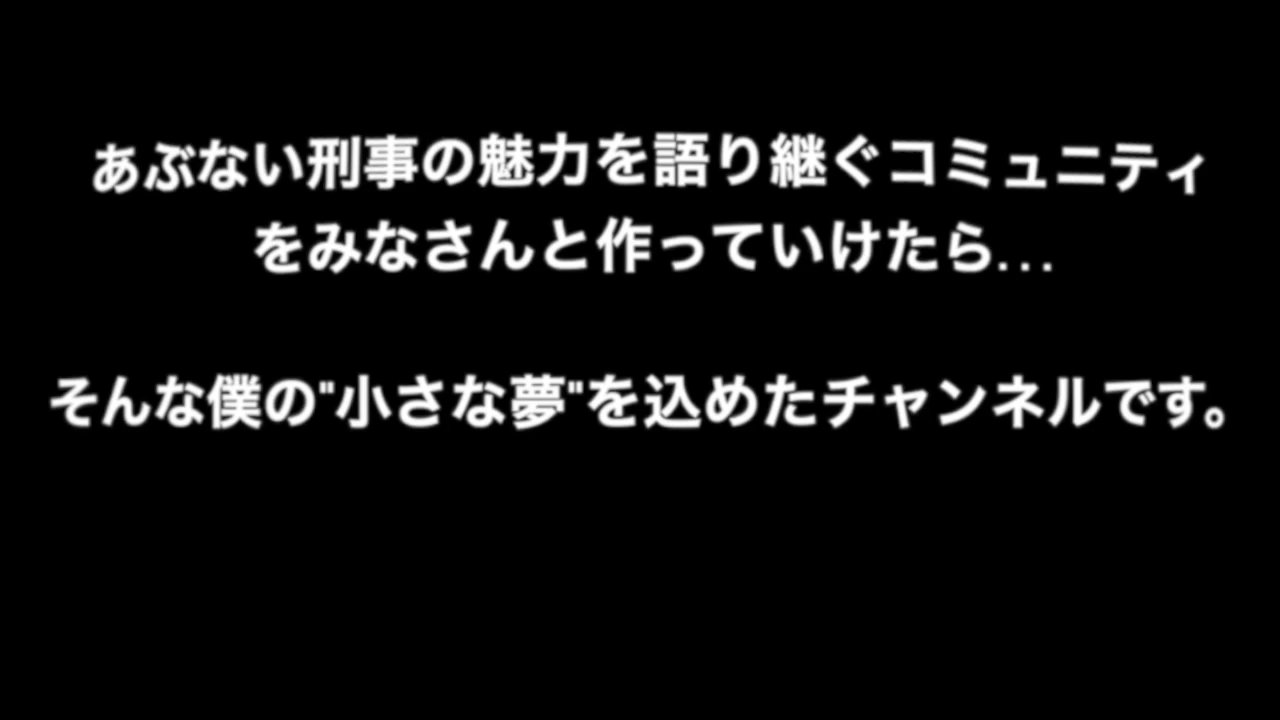 あぶない刑事の魅力を語り継ぐコミュニティ
をみなさんと作っていけたら...
そんな僕の"小さな夢"を込めたチャンネルです。